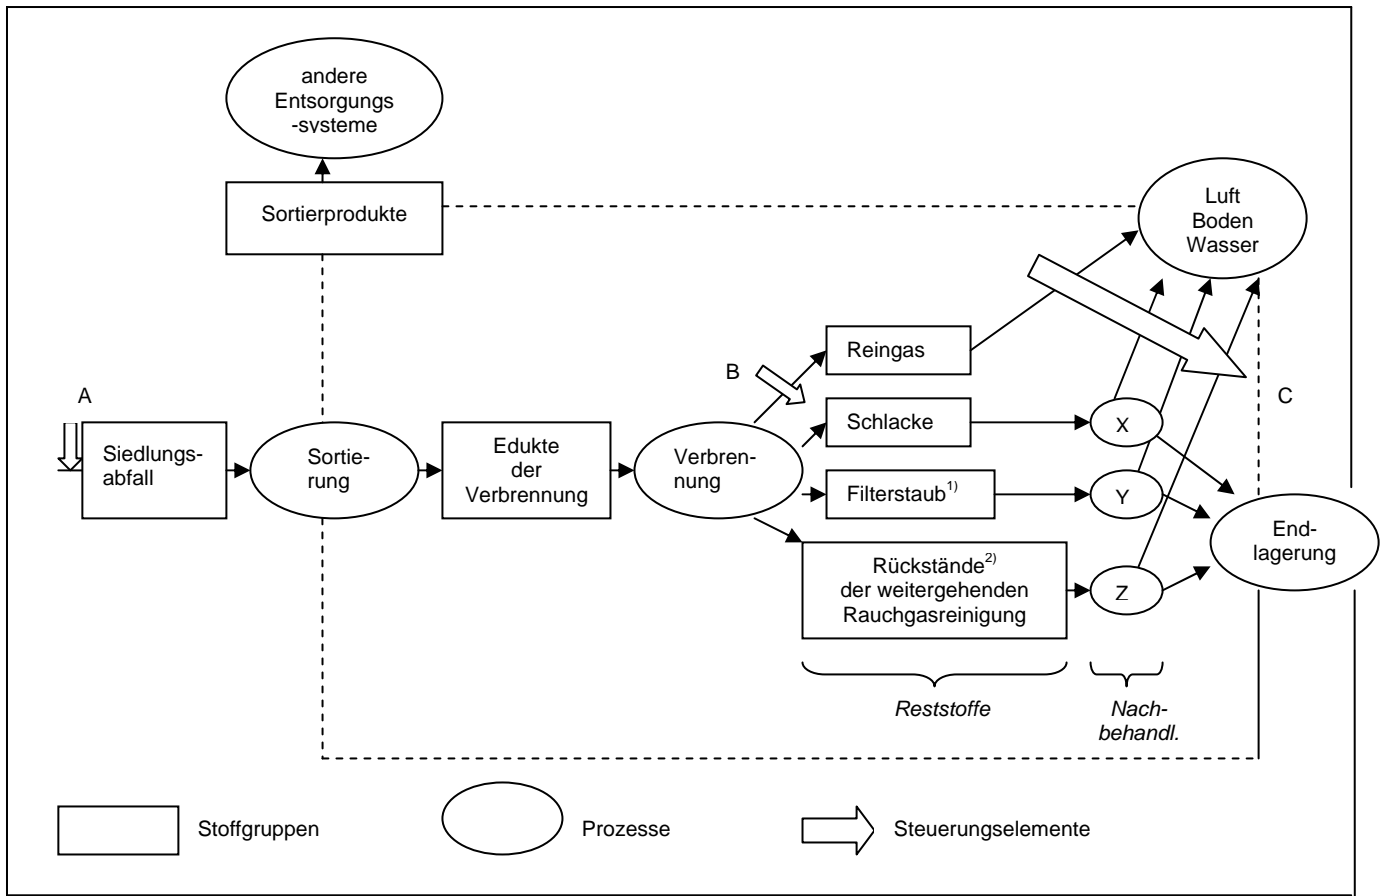 andere
Entsorgungs
-systeme
Sortierprodukte
Luft
Boden
Wasser
Reingas
B
A
C
Schlacke
X
Siedlungs-
abfall
Sortie-
rung
Edukte
der
Verbrennung
Verbren-
nung
Filterstaub1)
Y
End-
lagerung
Rückstände2)
der weitergehenden
Rauchgasreinigung
Z
Reststoffe
Nach-
behandl.
Stoffgruppen
Prozesse
Steuerungselemente